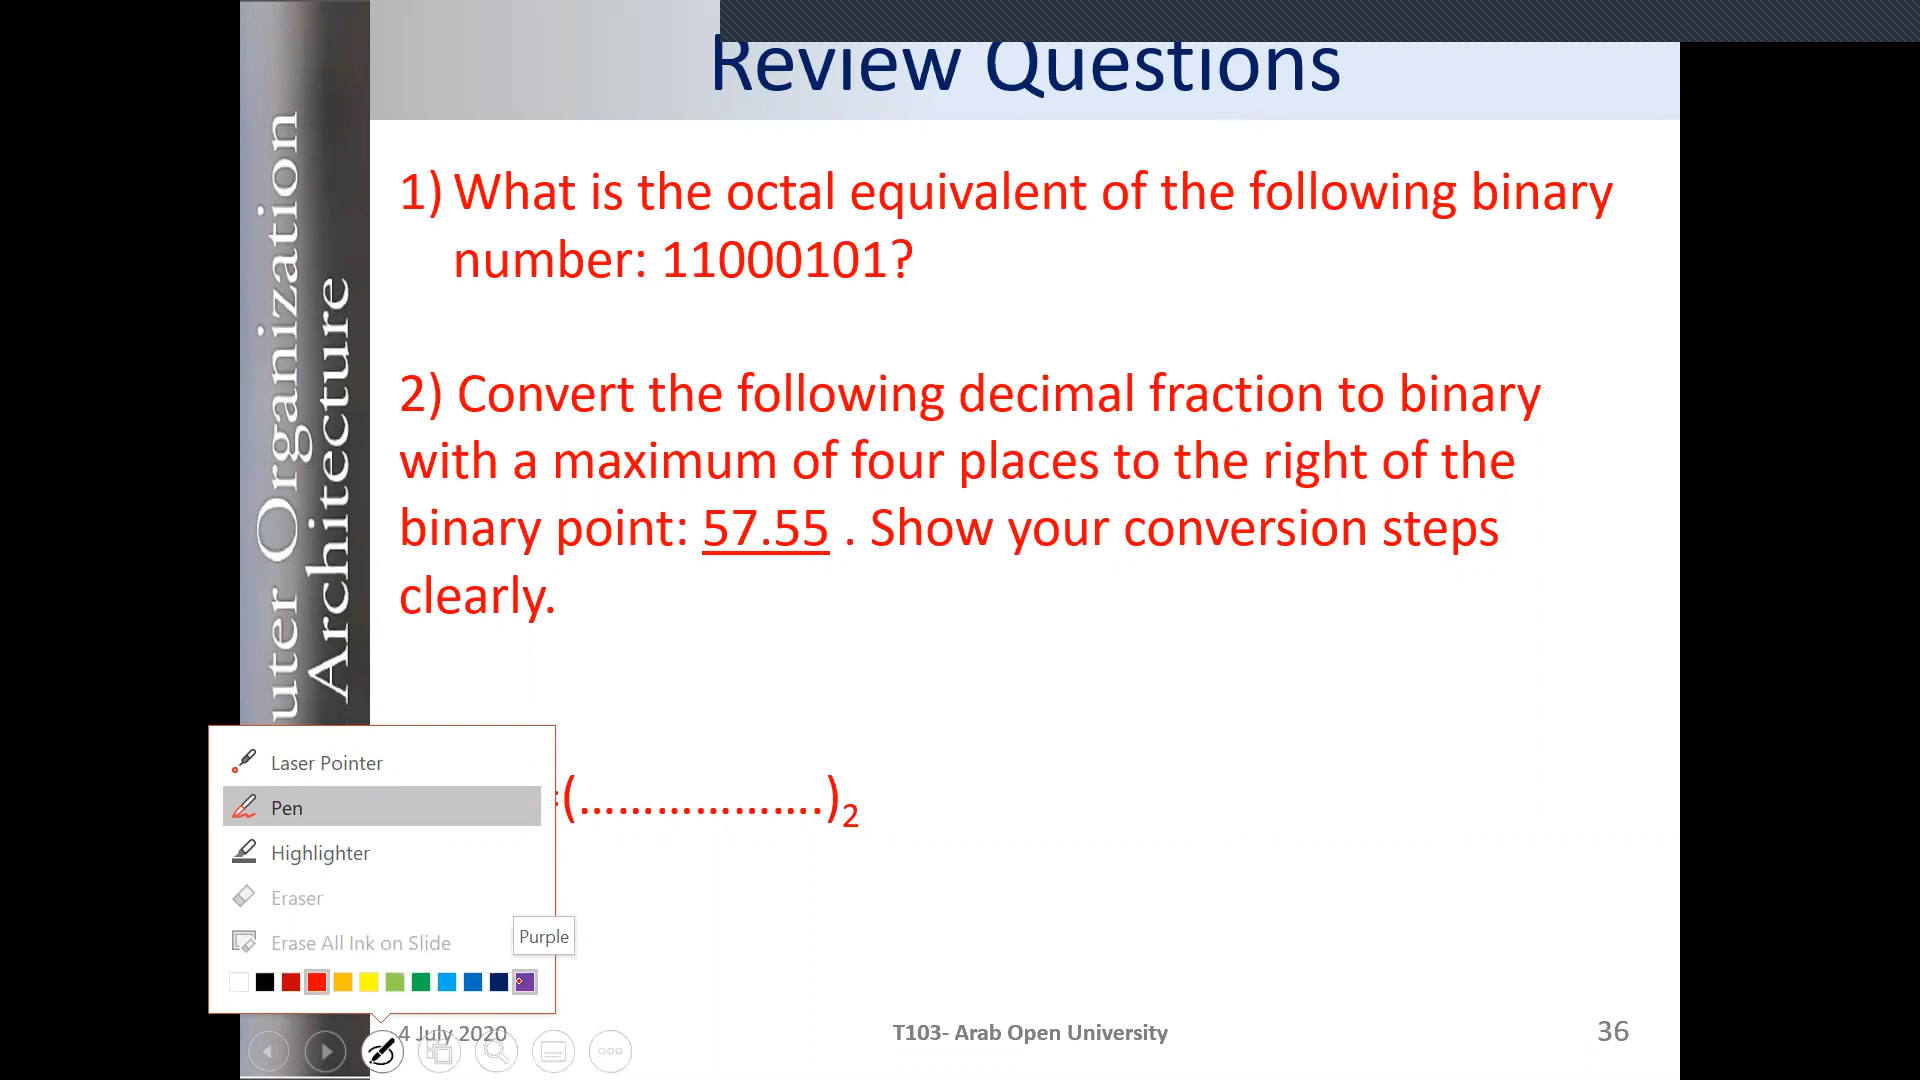 Review Questions
uter Organization
Architecture
1) What is the octal equivalent of the following binary
number: 11000101?
2) Convert the following decimal fraction to binary
with a maximum of four places to the right of the
binary point: 57.55 . Show your conversion steps
clearly.
=(...................)₂
Laser Pointer
Pen
Highlighter
Eraser
Erase All Ink on Slide
Purple
4 July 2020
T103- Arab Open University
36